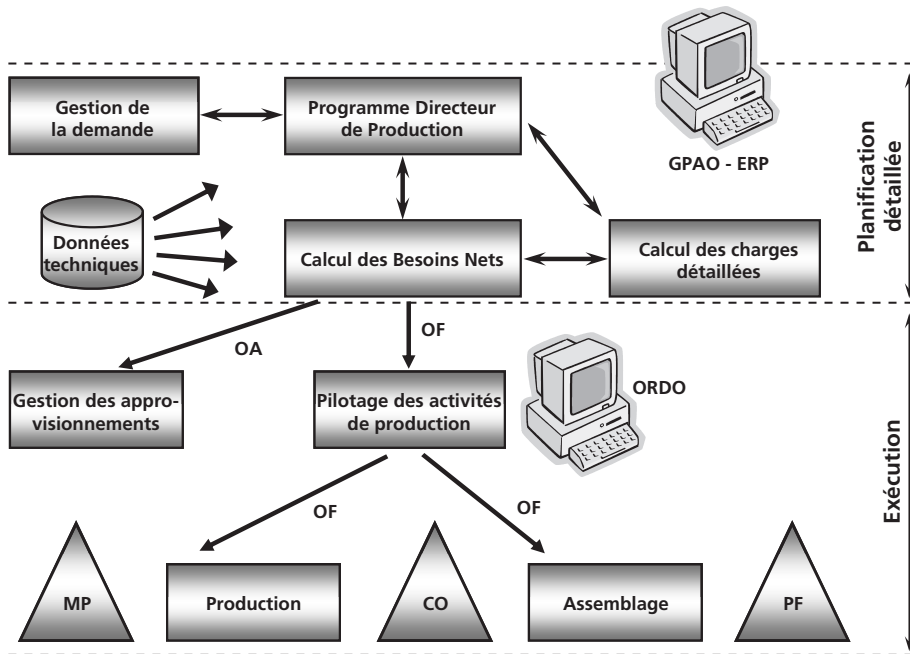 Gestion de
la demande
Programme Directeur
de Production
GPAO - ERP
Planification
détaillée
Données
techniques
Calcul des Besoins Nets
Calcul des charges
détaillées
OA
OF
Gestion des appro-
visionnements
Pilotage des activités
de production
ORDO
Exécution
OF
OF
MP
Production
CO
Assemblage
PF